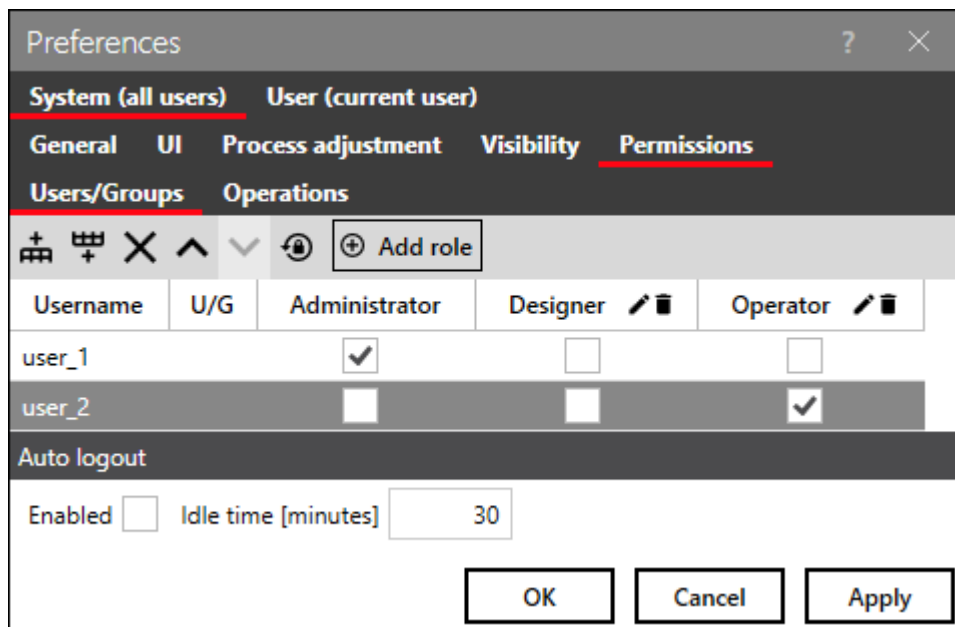 Preferences ?
System (all users) User (current user)
General UI Process adjustment Visibility Permissions
Users/Groups Operations
Add role
Username U/G Administrator Designer Operator
user_1
user_2
Auto logout
Enabled Idle time [minutes] 30
OK Cancel Apply